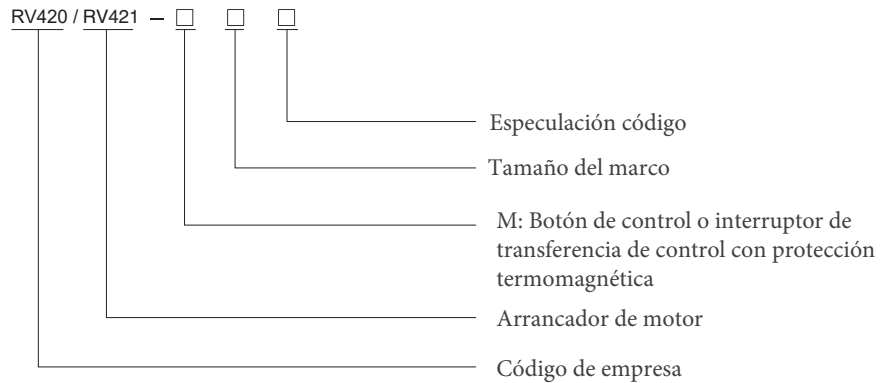 RV420 / RV421 – □ □ □
Especulación código
Tamaño del marco
M: Botón de control o interruptor de
transferencia de control con protección
termomagnética
Arrancador de motor
Código de empresa